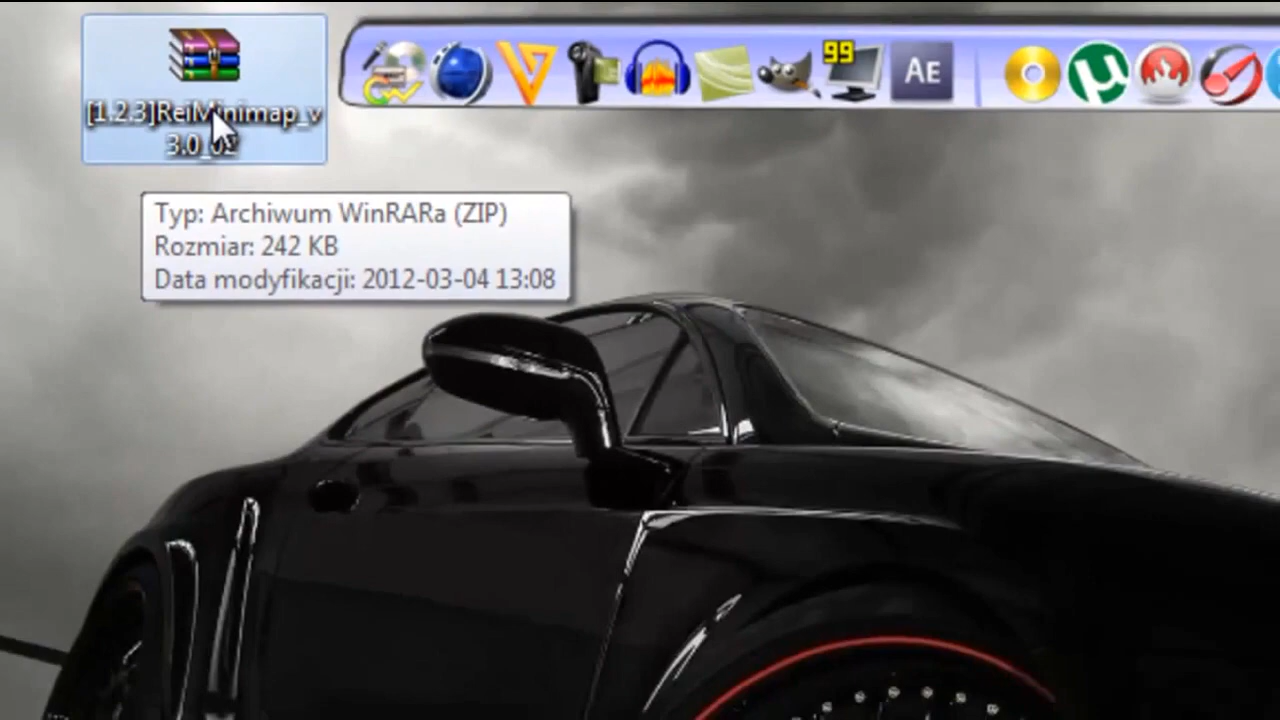 [1.2.3]ReiMinimap_v
3.0_02
99
AE
Typ: Archiwum WinRARa (ZIP)
Rozmiar: 242 KB
Data modyfikacji: 2012-03-04 13:08